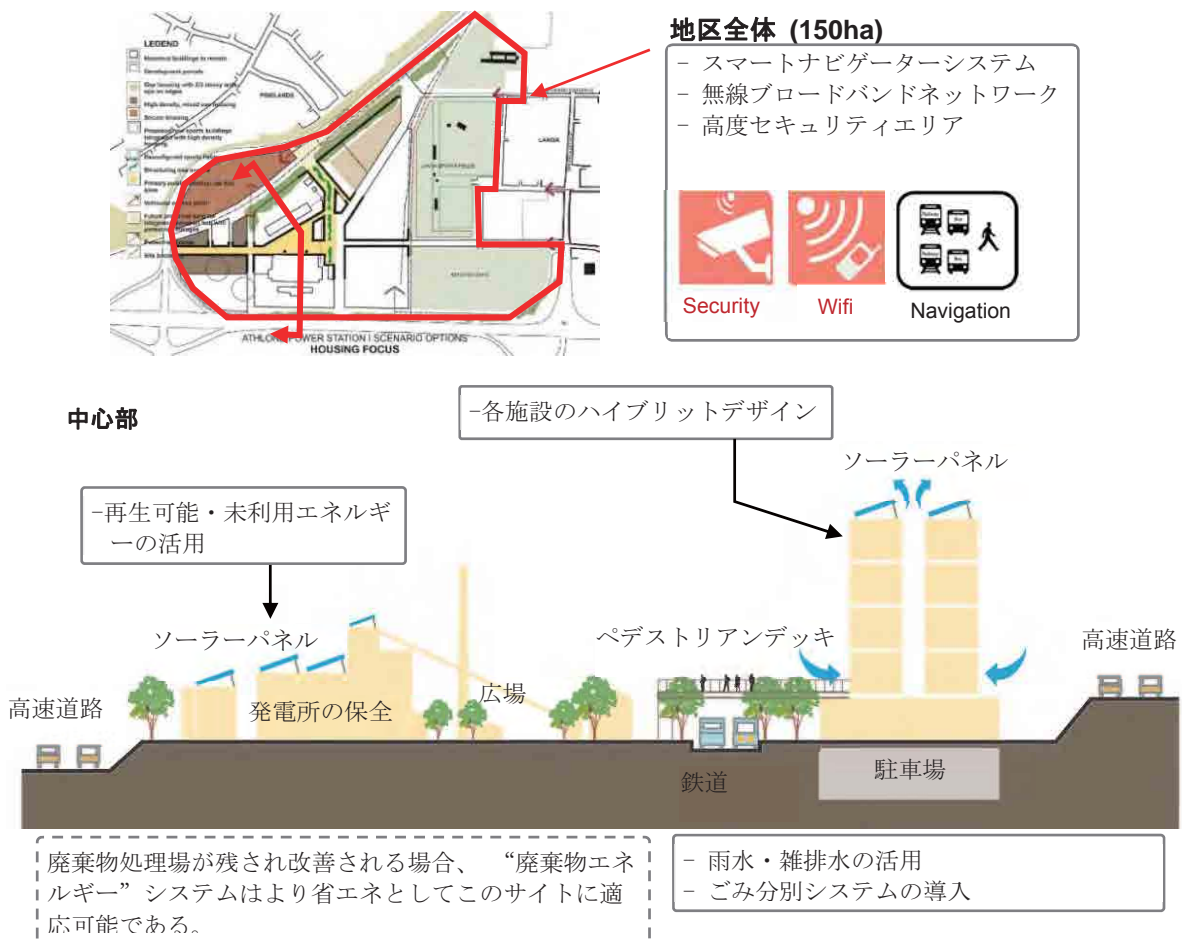 地区全体 (150ha)
- スマートナビゲーターシステム
- 無線ブロードバンドネットワーク
- 高度セキュリティエリア
Security
Wifi
Navigation
LEGEND
Development parcels
PINELANDS
LANGA
ATHLONE POWER STATION | SCENARIO OPTIONS
HOUSING FOCUS
中心部
-各施設のハイブリットデザイン
ソーラーパネル
-再生可能・未利用エネルギ
ーの活用
ソーラーパネル
ペデストリアンデッキ
高速道路
高速道路
発電所の保全
広場
鉄道
駐車場
廃棄物処理場が残され改善される場合、 “廃棄物エネ
ルギー”システムはより省エネとしてこのサイトに適
応可能である。
- 雨水・雑排水の活用
- ごみ分別システムの導入